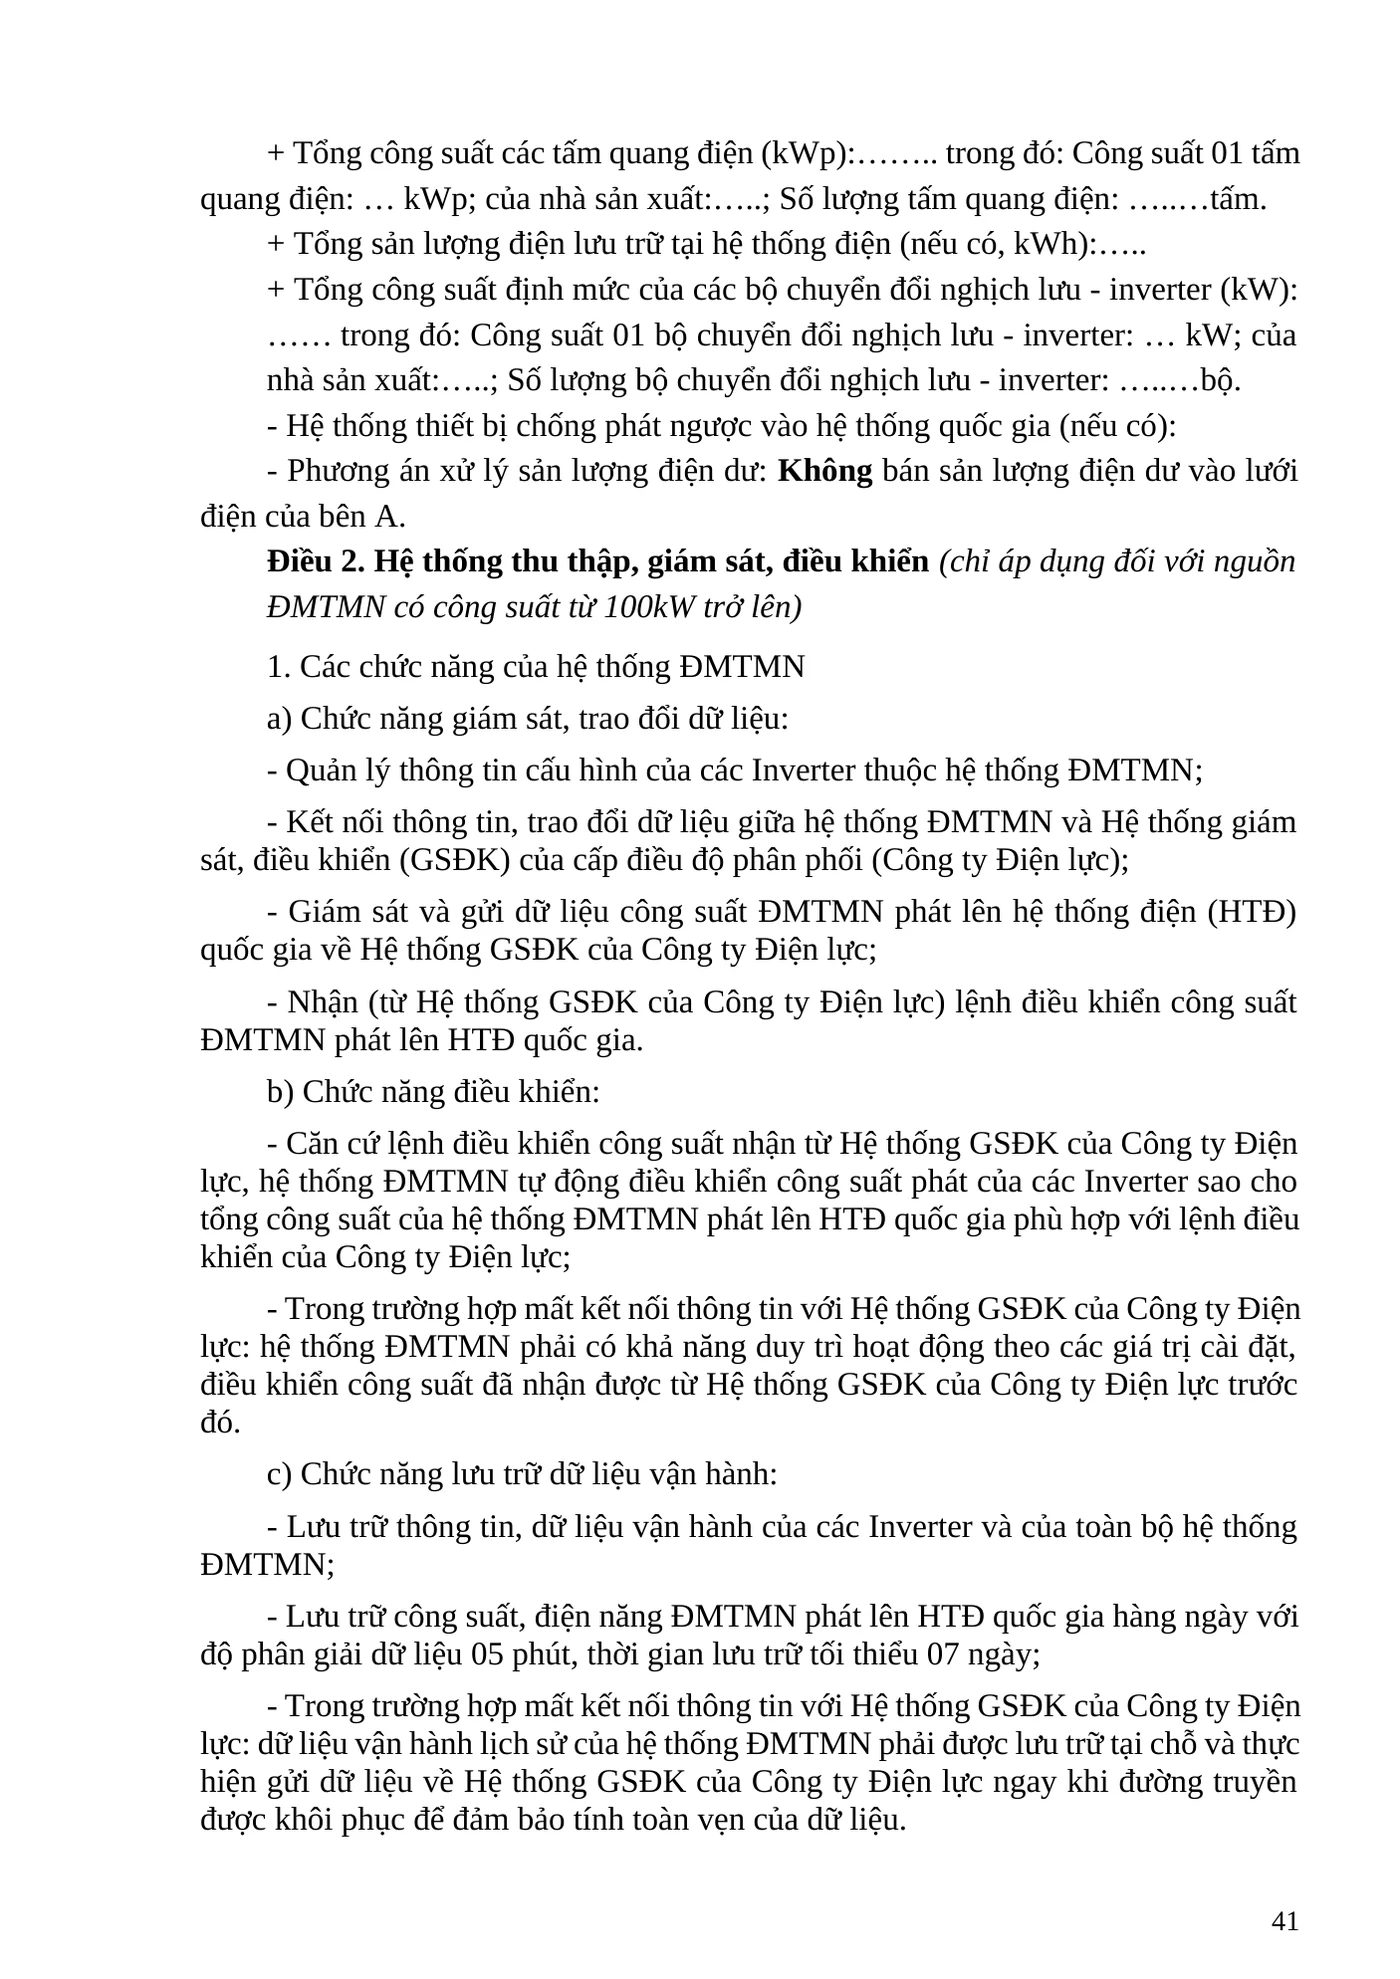 + Tổng công suất các tấm quang điện (kWp):…….. trong đó: Công suất 01 tấm
quang điện: … kWp; của nhà sản xuất:…..; Số lượng tấm quang điện: …..…tấm.
+ Tổng sản lượng điện lưu trữ tại hệ thống điện (nếu có, kWh):…..
+ Tổng công suất định mức của các bộ chuyển đổi nghịch lưu - inverter (kW):
…… trong đó: Công suất 01 bộ chuyển đổi nghịch lưu - inverter: … kW; của
nhà sản xuất:…..; Số lượng bộ chuyển đổi nghịch lưu - inverter: …..…bộ.
- Hệ thống thiết bị chống phát ngược vào hệ thống quốc gia (nếu có):
- Phương án xử lý sản lượng điện dư: Không bán sản lượng điện dư vào lưới
điện của bên A.
Điều 2. Hệ thống thu thập, giám sát, điều khiển (chỉ áp dụng đối với nguồn
ĐMTMN có công suất từ 100kW trở lên)
1. Các chức năng của hệ thống ĐMTMN
a) Chức năng giám sát, trao đổi dữ liệu:
- Quản lý thông tin cấu hình của các Inverter thuộc hệ thống ĐMTMN;
- Kết nối thông tin, trao đổi dữ liệu giữa hệ thống ĐMTMN và Hệ thống giám
sát, điều khiển (GSĐK) của cấp điều độ phân phối (Công ty Điện lực);
- Giám sát và gửi dữ liệu công suất ĐMTMN phát lên hệ thống điện (HTĐ)
quốc gia về Hệ thống GSĐK của Công ty Điện lực;
- Nhận (từ Hệ thống GSĐK của Công ty Điện lực) lệnh điều khiển công suất
ĐMTMN phát lên HTĐ quốc gia.
b) Chức năng điều khiển:
- Căn cứ lệnh điều khiển công suất nhận từ Hệ thống GSĐK của Công ty Điện
lực, hệ thống ĐMTMN tự động điều khiển công suất phát của các Inverter sao cho
tổng công suất của hệ thống ĐMTMN phát lên HTĐ quốc gia phù hợp với lệnh điều
khiển của Công ty Điện lực;
- Trong trường hợp mất kết nối thông tin với Hệ thống GSĐK của Công ty Điện
lực: hệ thống ĐMTMN phải có khả năng duy trì hoạt động theo các giá trị cài đặt,
điều khiển công suất đã nhận được từ Hệ thống GSĐK của Công ty Điện lực trước
đó.
c) Chức năng lưu trữ dữ liệu vận hành:
- Lưu trữ thông tin, dữ liệu vận hành của các Inverter và của toàn bộ hệ thống
ĐMTMN;
- Lưu trữ công suất, điện năng ĐMTMN phát lên HTĐ quốc gia hàng ngày với
độ phân giải dữ liệu 05 phút, thời gian lưu trữ tối thiểu 07 ngày;
- Trong trường hợp mất kết nối thông tin với Hệ thống GSĐK của Công ty Điện
lực: dữ liệu vận hành lịch sử của hệ thống ĐMTMN phải được lưu trữ tại chỗ và thực
hiện gửi dữ liệu về Hệ thống GSĐK của Công ty Điện lực ngay khi đường truyền
được khôi phục để đảm bảo tính toàn vẹn của dữ liệu.
41